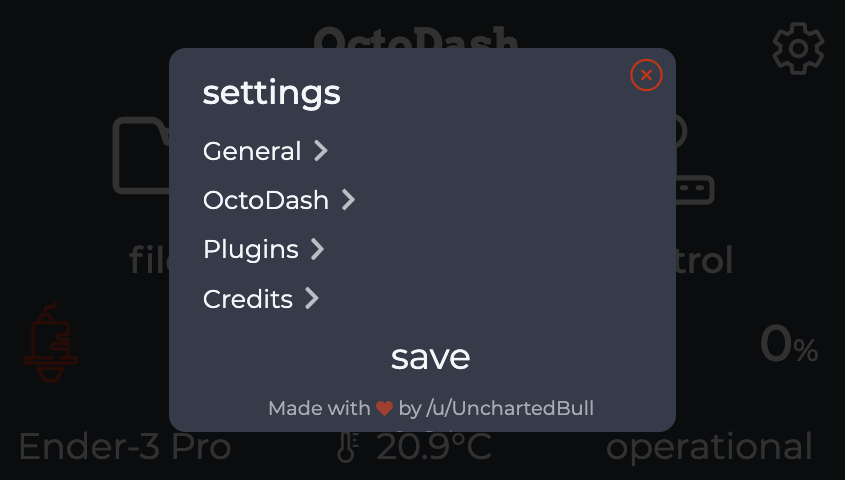 OctoDash
settings
General
OctoDash
Plugins
Credits
save
Made with ❤ by /u/UnchartedBull
0%
Ender-3 Pro
20.9°C
operational